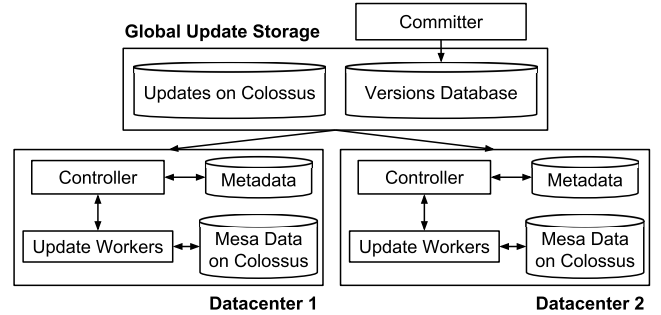 Committer
Global Update Storage
Updates on Colossus
Versions Database
Controller
Metadata
Update Workers
Mesa Data
on Colossus
Datacenter 1
Controller
Metadata
Update Workers
Mesa Data
on Colossus
Datacenter 2